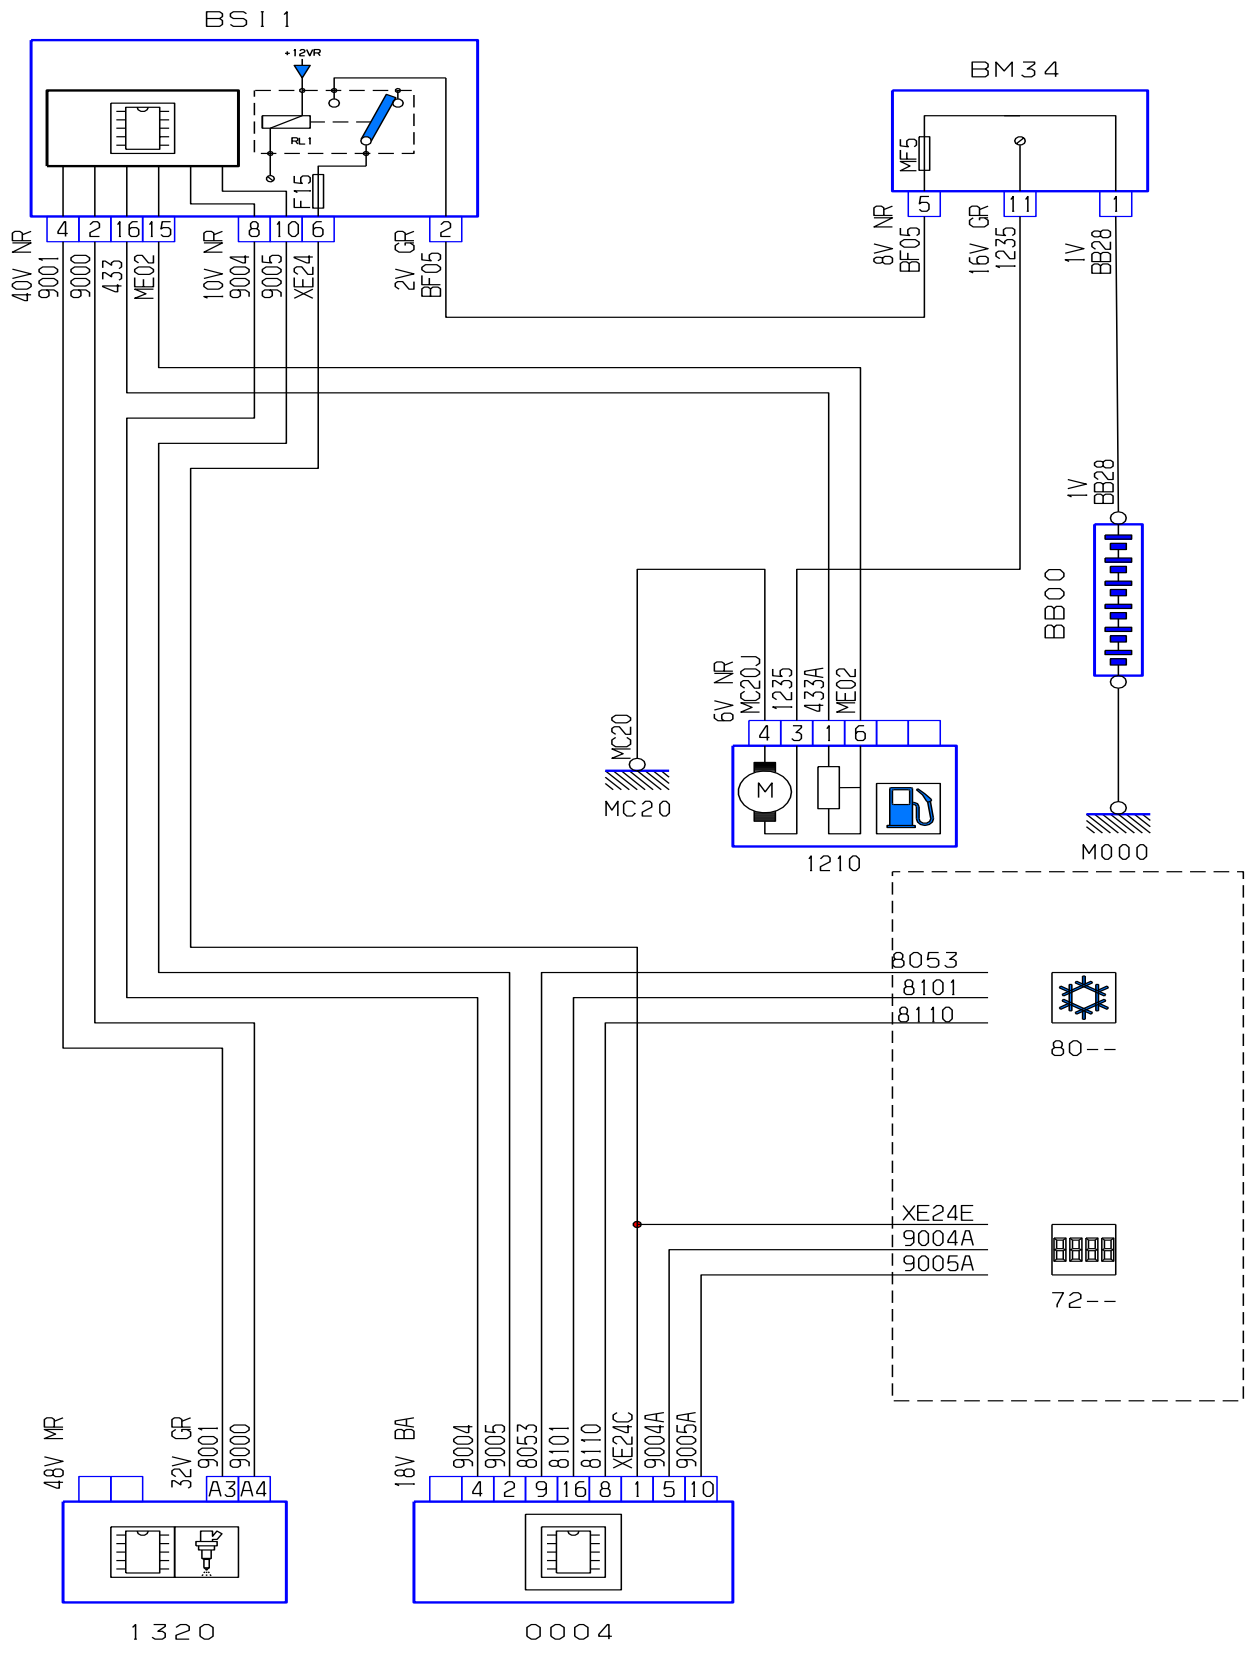 BSI 1
+12VR
BM34
RL1
F15
MF5
4 2 16 15 8 10 6 2
5 11 1
40V NR
9001
9000
433
ME02
10V NR
9004
9005
XE24
2V GR
BF05
8V NR
BF05
16V GR
1235
1V
BB28
1V
BB28
BB00
6V NR
MC20J
1235
433A
ME02
MC20
4 3 1 6
M
MC20
1210
M000
8053
8101
8110
80--
XE24E
9004A
9005A
72--
48V MR
32V GR
9001
9000
18V BA
9004
9005
8053
8101
8110
XE24C
9004A
9005A
A3 A4
4 2 9 16 8 1 5 10
1320
0004